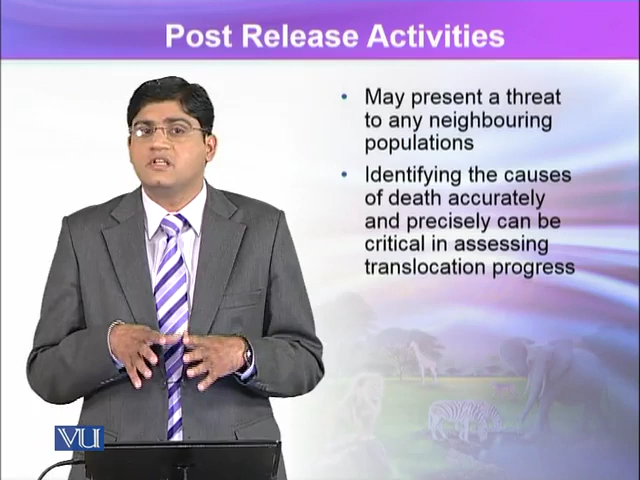 Post Release Activities
• May present a threat
to any neighbouring
populations
• Identifying the causes
of death accurately
and precisely can be
critical in assessing
translocation progress
VU